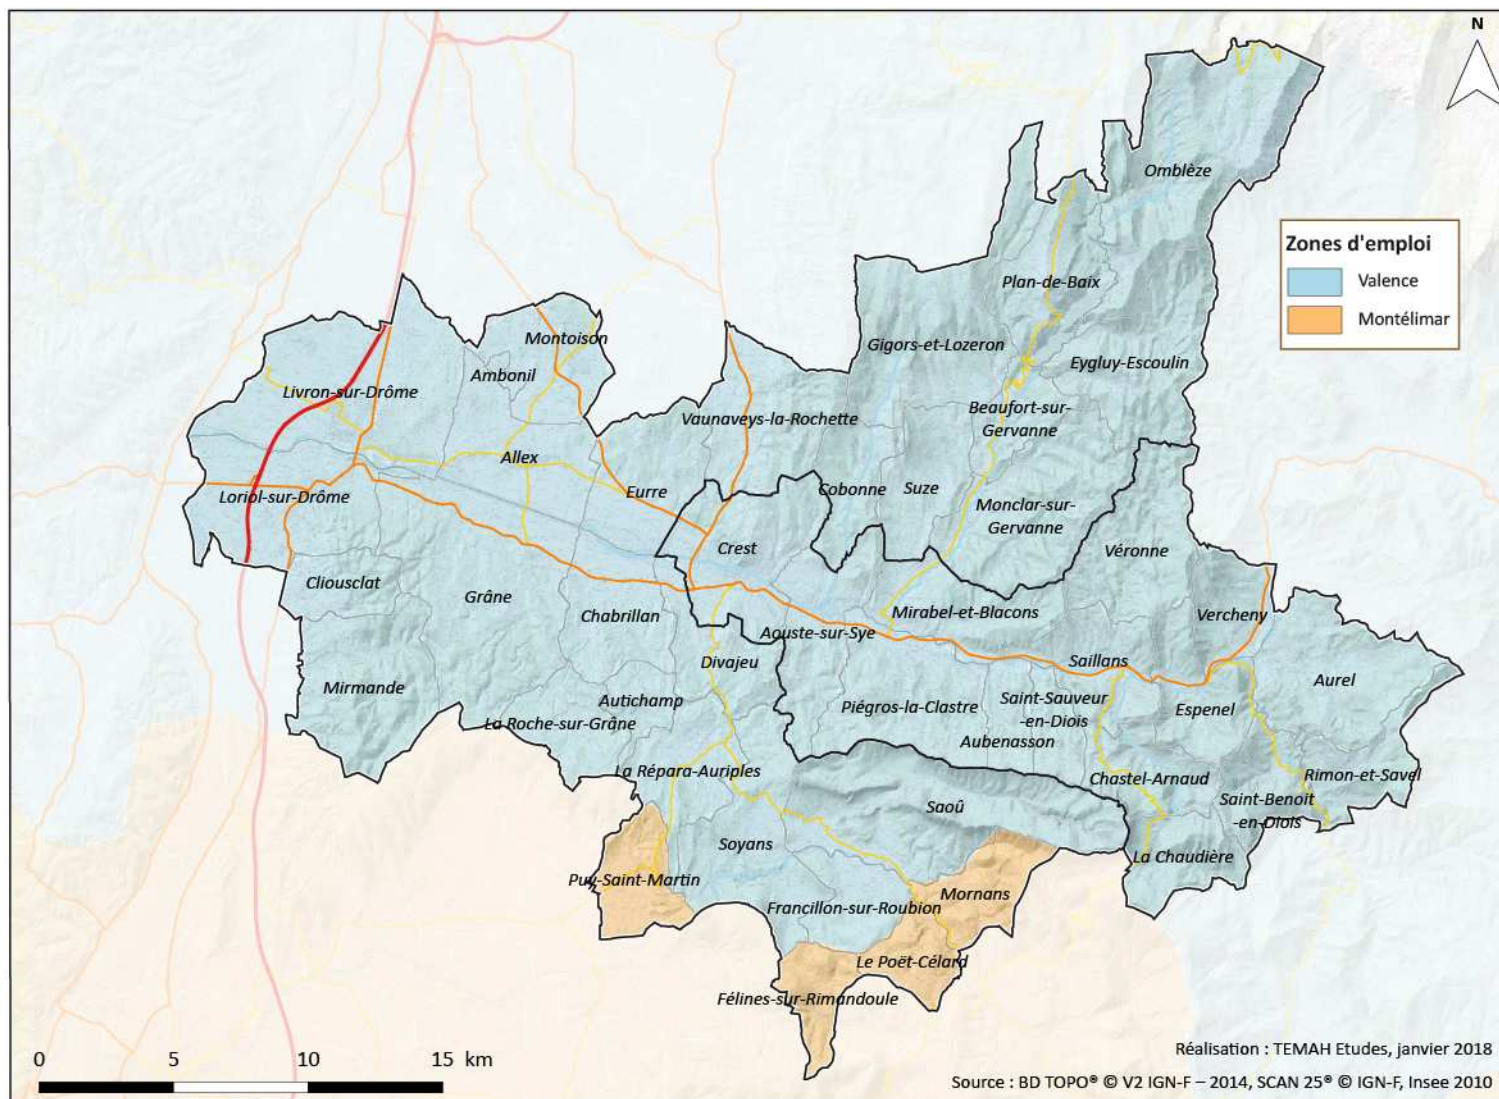 N
Omblèze
Zones d'emploi
Valence
Montélimar
Plan-de-Baix
Montoison
Gigors-et-Lozeron
Eygluy-Escoulin
Ambonil
Livron-sur-Drôme
Beaufort-sur-
Gervanne
Vaunaveys-la-Rochette
Allex
Eurre
Cobonne
Suze
Loriol-sur-Drôme
Monclar-sur-
Gervanne
Crest
Véronne
Cliousclat
Grâne
Chabrillan
Mirabel-et-Blacons
Vercheny
Aouste-sur-Sye
Divajeu
Saillans
Aurel
Mirmande
Autichamp
Piégros-la-Clastre
Saint-Sauveur
-en-Diois
Espenel
La Roche-sur-Grâne
Aubenasson
La Répara-Auriples
Chastel-Arnaud
Rimon-et-Savel
Saint-Benoit
-en-Diois
Saoû
Soyans
La Chaudière
Puy-Saint-Martin
Mornans
Francillon-sur-Roubion
Le Poët-Célard
Félines-sur-Rimandoule
0 5 10 15 km
Réalisation : TEMAH Etudes, janvier 2018
Source : BD TOPO® © V2 IGN-F – 2014, SCAN 25® © IGN-F, Insee 2010